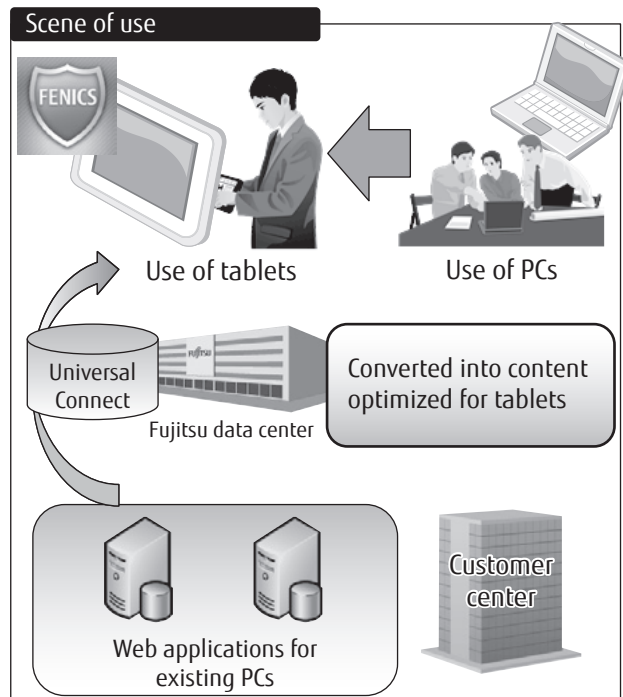 Scene of use
FENICS
Use of tablets
Use of PCs
Universal
Connect
FUJITSU
Fujitsu data center
Converted into content
optimized for tablets
Web applications for
existing PCs
Customer
center